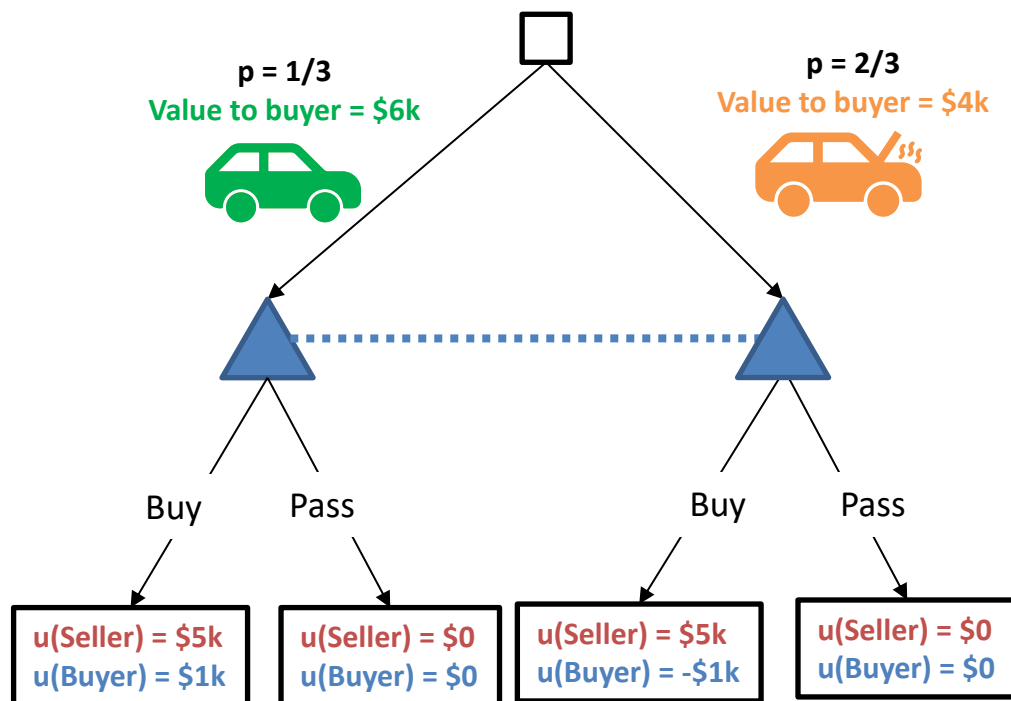 p = 1/3
Value to buyer = $6k
p = 2/3
Value to buyer = $4k
Buy
Pass
Buy
Pass
u(Seller) = $5k
u(Buyer) = $1k
u(Seller) = $0
u(Buyer) = $0
u(Seller) = $5k
u(Buyer) = -$1k
u(Seller) = $0
u(Buyer) = $0